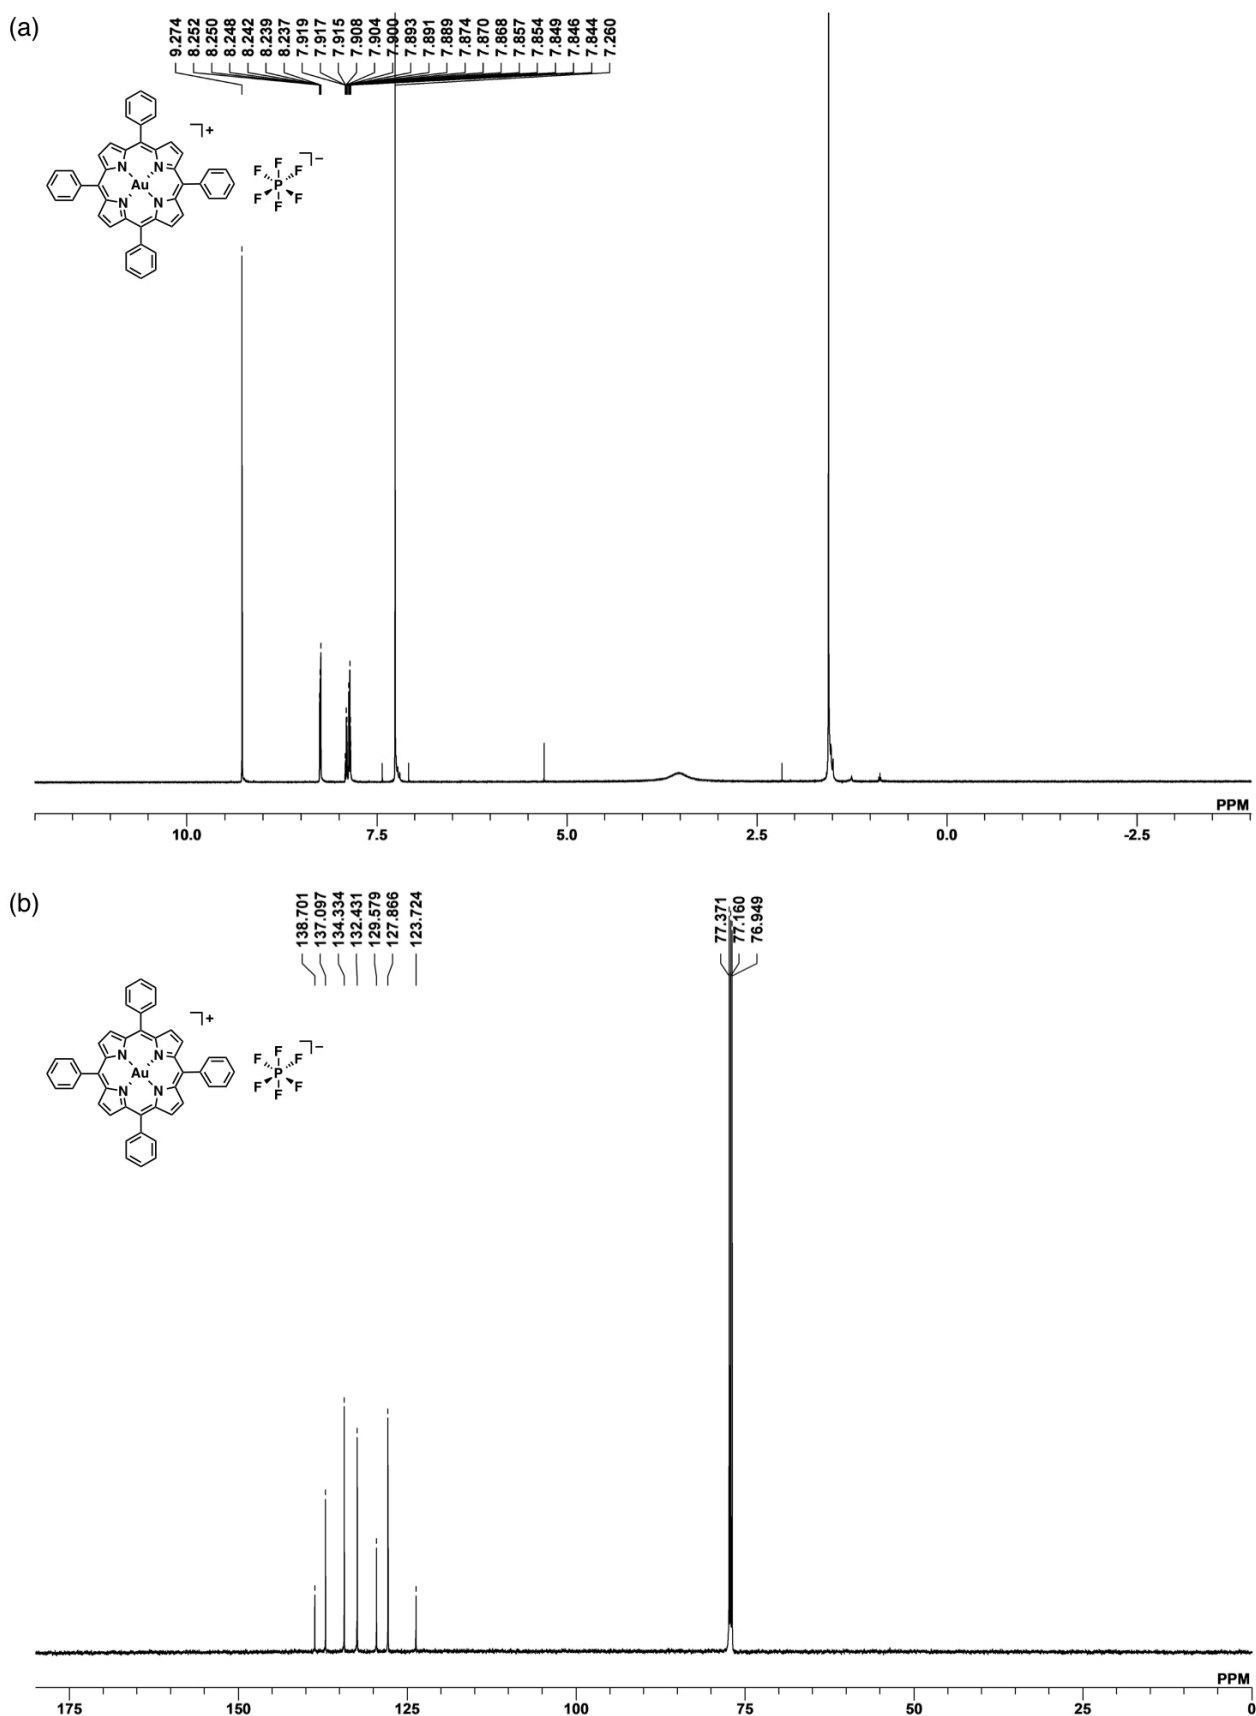 (a)
9.274
8.252
8.250
8.248
8.242
8.239
8.237
7.919
7.917
7.915
7.908
7.904
7.900
7.893
7.891
7.889
7.874
7.870
7.868
7.857
7.854
7.849
7.846
7.844
7.260
+
N N
Au
N N
−
F F F
P
F F F
PPM
10.0 7.5 5.0 2.5 0.0 -2.5
(b)
138.701
137.097
134.334
132.431
129.579
127.866
123.724
77.371
77.160
76.949
+
N N
Au
N N
−
F F F
P
F F F
PPM
175 150 125 100 75 50 25 0